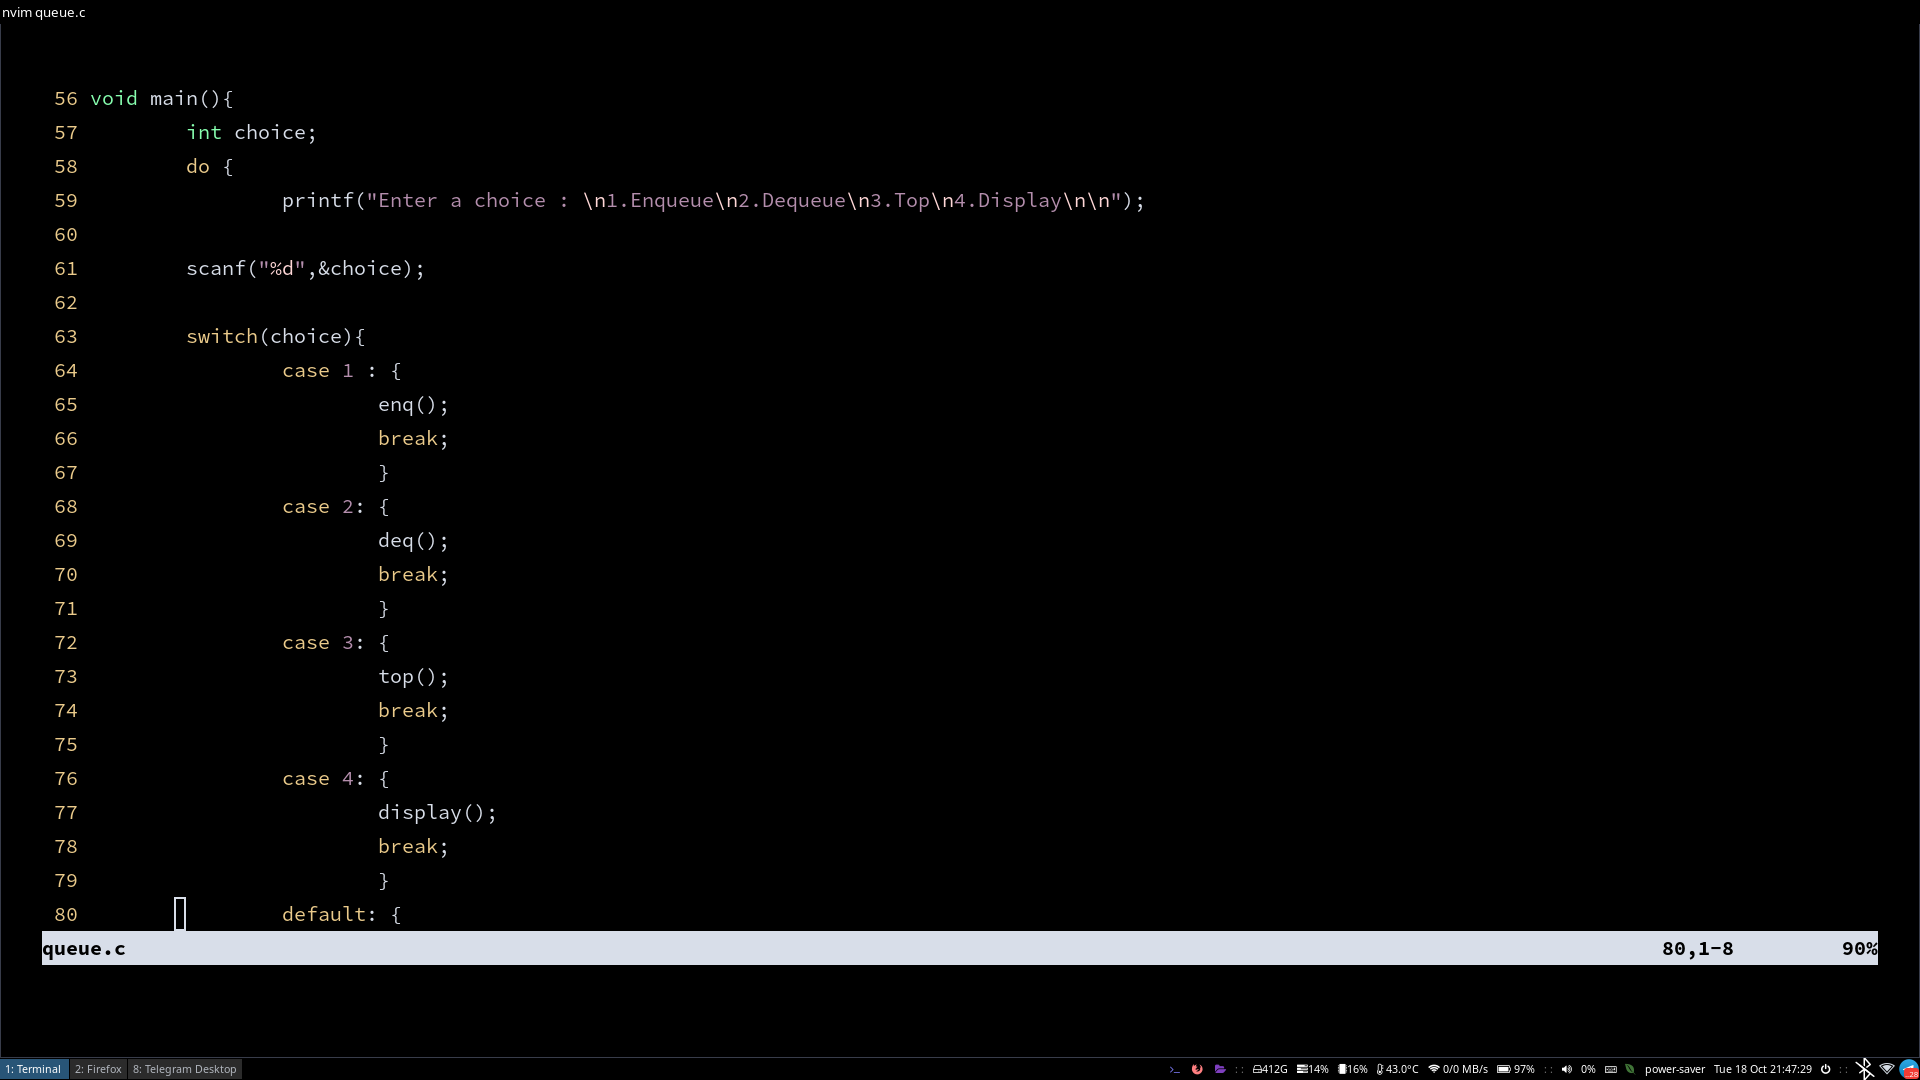 nvim queue.c
56 void main(){
57 int choice;
58 do {
59 printf("Enter a choice : \n1.Enqueue\n2.Dequeue\n3.Top\n4.Display\n\n");
60
61 scanf("%d",&choice);
62
63 switch(choice){
64 case 1 : {
65 enq();
66 break;
67 }
68 case 2: {
69 deq();
70 break;
71 }
72 case 3: {
73 top();
74 break;
75 }
76 case 4: {
77 display();
78 break;
79 }
80 default: {
queue.c 80,1-8 90%
1: Terminal 2: Firefox 8: Telegram Desktop >_ :: 412G 14% 16% 43.0°C 0/0 MB/s 97% :: 0% power-saver Tue 18 Oct 21:47:29 ::